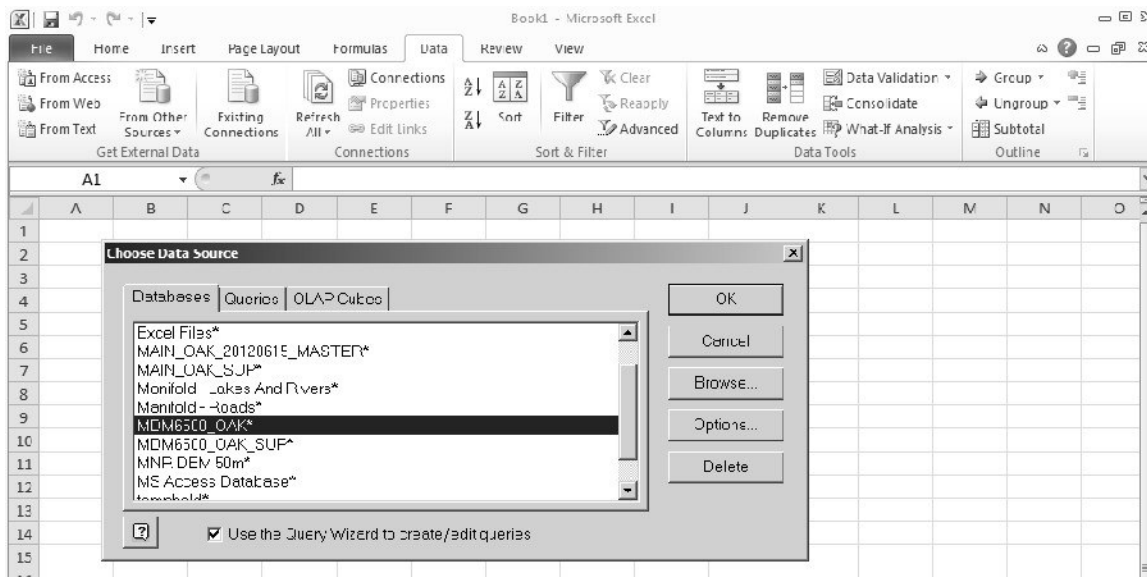 Book1 - Microsoft Excel
File Home Insert Page Layout Formulas Data Review View
From Access
From Web
From Text
From Other Sources
Existing Connections
Get External Data
Refresh All
Connections
Properties
Edit Links
Connections
A Z
Z A
Sort
Filter
Clear
Reapply
Advanced
Sort & Filter
Text to Columns
Remove Duplicates
Data Validation
Consolidate
What-If Analysis
Data Tools
Group
Ungroup
Subtotal
Outline
A1 fx
A B C D E F G H I J K L M N O
1
2
3
4
5
6
7
8
9
10
11
12
13
14
15
Choose Data Source
Databases Queries OLAP Cubes
Excel Files*
MAIN_OAK_20120615_MASTER*
MAIN_OAK_SUP*
Manifold - Lakes And Rivers*
Manifold - Roads*
MDM6500_OAK*
MDM6500_OAK_SUP*
MNR DEM 50m*
MS Access Database*
OK
Cancel
Browse...
Options...
Delete
? Use the Query Wizard to create/edit queries